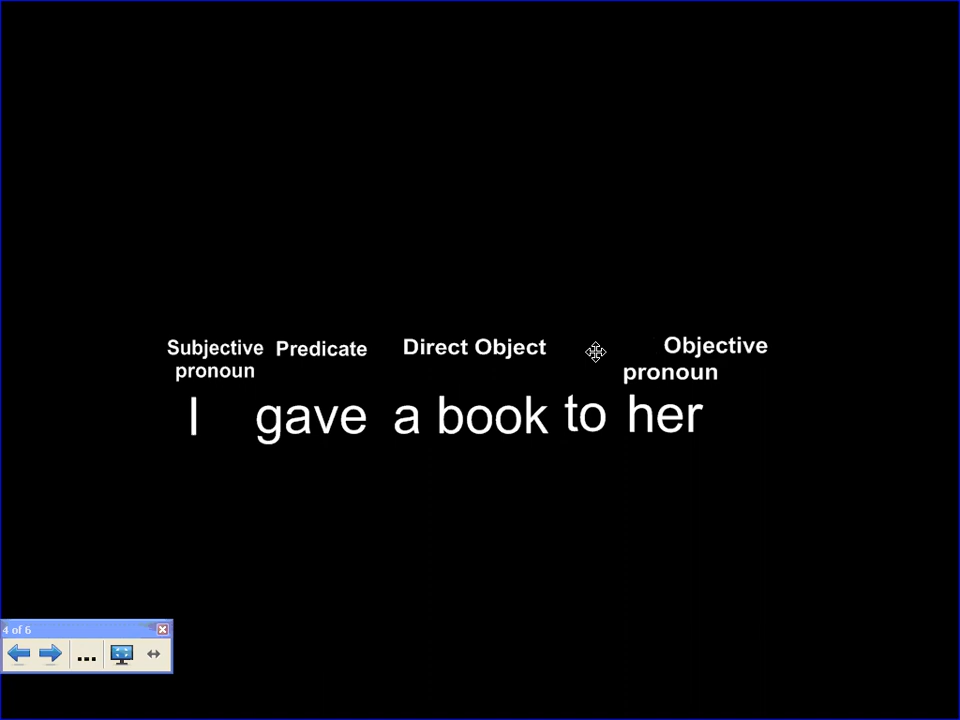 Subjective Predicate Direct Object Objective
pronoun pronoun
I gave a book to her
4 of 6
...